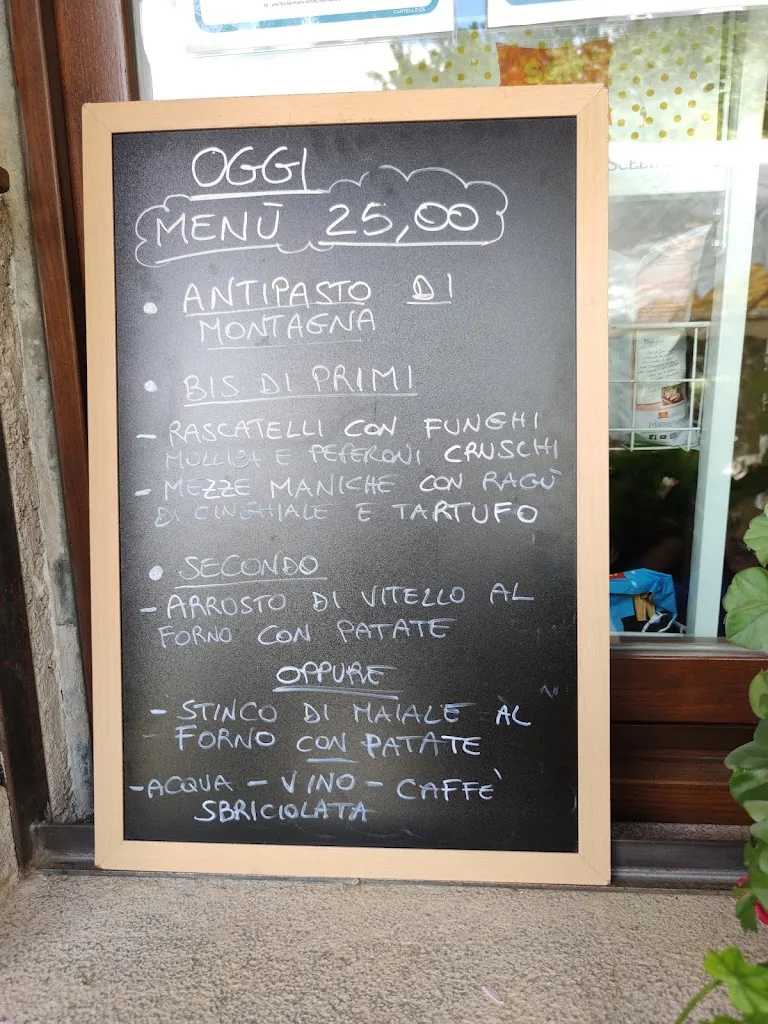 OGGI
MENÙ 25,00
• ANTIPASTO DI
MONTAGNA
• BIS DI PRIMI
- RASCATELLI CON FUNGHI
MOLLICA E PEPERONI CRUSCHI
- MEZZE MANICHE CON RAGÙ
DI CINGHIALE E TARTUFO
• SECONDO
- ARROSTO DI VITELLO AL
FORNO CON PATATE
OPPURE
- STINCO DI MAIALE AL
FORNO CON PATATE
- ACQUA - VINO - CAFFÈ
SBRICIOLATA